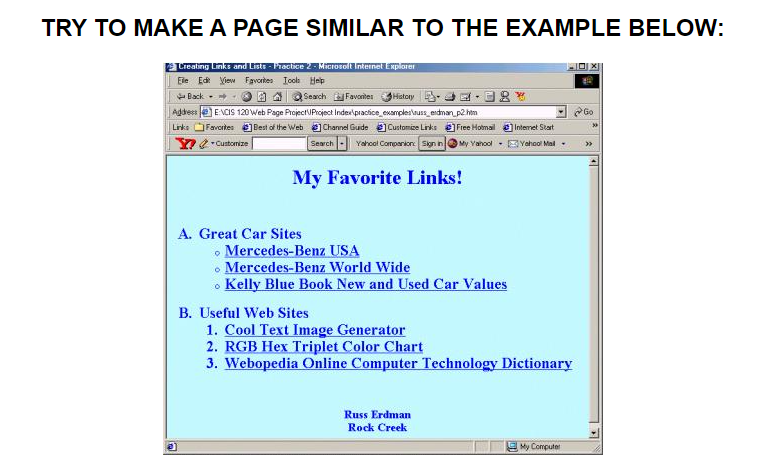 TRY TO MAKE A PAGE SIMILAR TO THE EXAMPLE BELOW:
Creating Links and Lists - Practice 2 - Microsoft Internet Explorer
File Edit View Favorites Tools Help
Back Search Favorites History
Address E:\CIS 120 Web Page Project\!Project Index\practice_examples\russ_erdman_p2.htm Go
Links Favorites Best of the Web Channel Guide Customize Links Free Hotmail Internet Start »
Y! Customize Search Yahoo! Companion: Sign in My Yahoo! Yahoo! Mail »
My Favorite Links!
A. Great Car Sites
Mercedes-Benz USA
Mercedes-Benz World Wide
Kelly Blue Book New and Used Car Values
B. Useful Web Sites
1. Cool Text Image Generator
2. RGB Hex Triplet Color Chart
3. Webopedia Online Computer Technology Dictionary
Russ Erdman
Rock Creek
My Computer